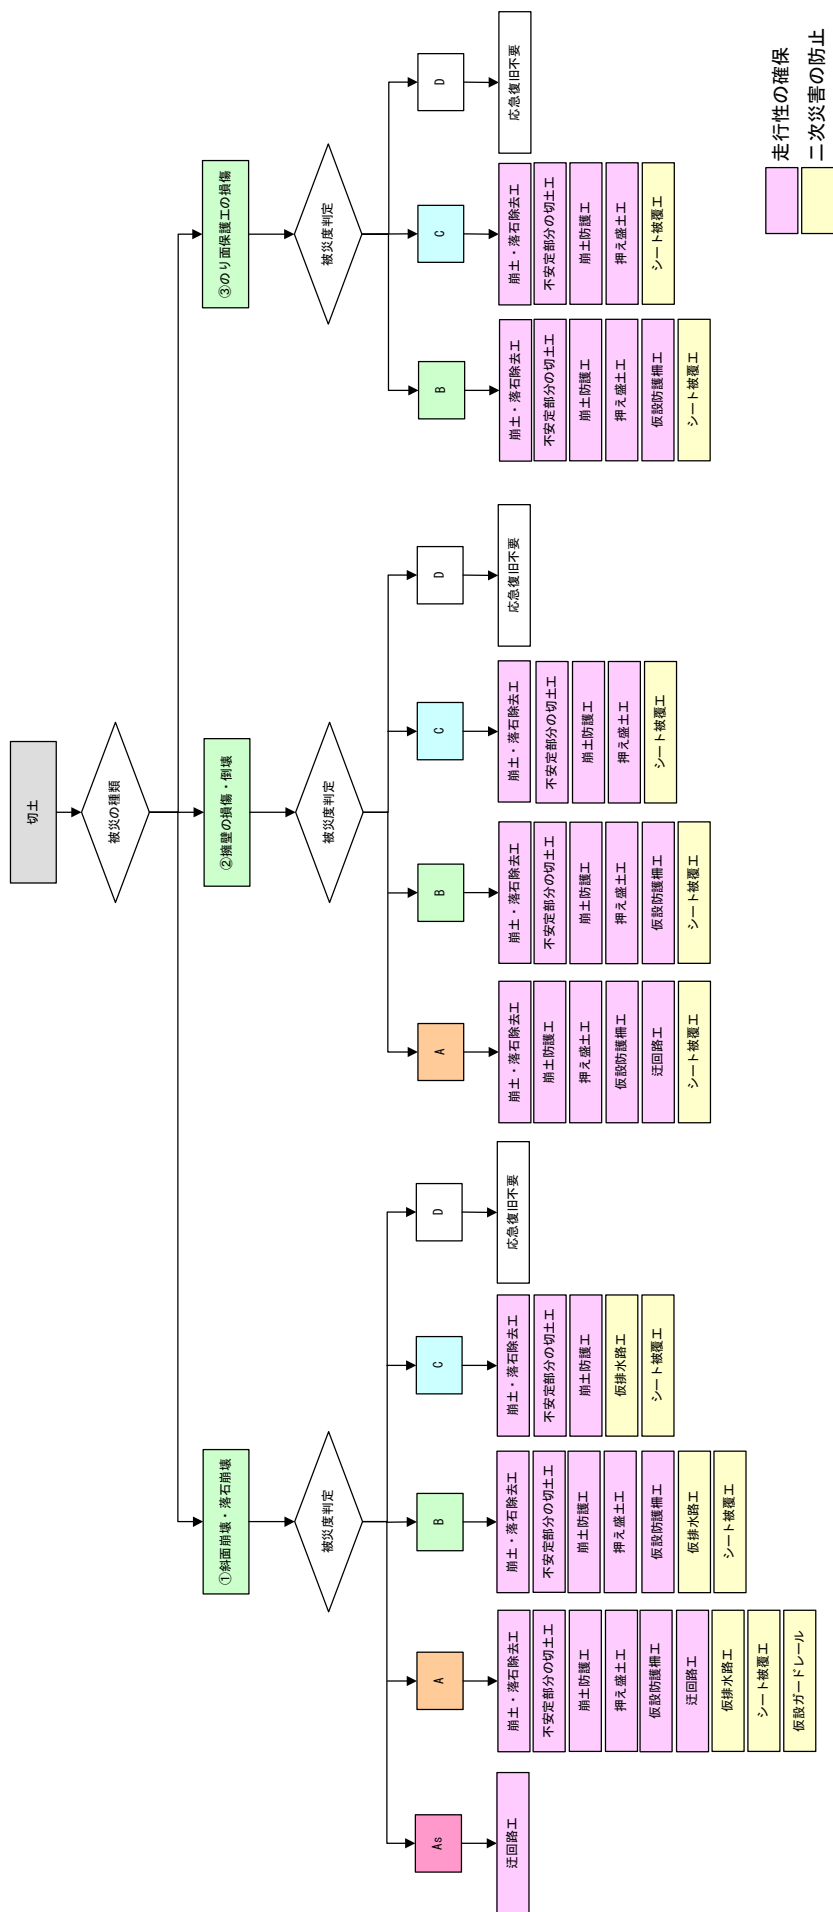 切土
被災の種類
①斜面崩壊・落石崩壊
被災度判定
As
迂回路工
A
崩土・落石除去工
不安定部分の切土工
崩土防護工
押え盛土工
仮設防護柵工
迂回路工
仮排水路工
シート被覆工
仮設ガードレール
B
崩土・落石除去工
不安定部分の切土工
崩土防護工
押え盛土工
仮設防護柵工
仮排水路工
シート被覆工
C
崩土・落石除去工
不安定部分の切土工
崩土防護工
仮排水路工
シート被覆工
D
応急復旧不要
②擁壁の損傷・倒壊
被災度判定
A
崩土・落石除去工
崩土防護工
押え盛土工
仮設防護柵工
迂回路工
シート被覆工
B
崩土・落石除去工
不安定部分の切土工
崩土防護工
押え盛土工
仮設防護柵工
シート被覆工
C
崩土・落石除去工
不安定部分の切土工
崩土防護工
押え盛土工
シート被覆工
D
応急復旧不要
③のり面保護工の損傷
被災度判定
B
崩土・落石除去工
不安定部分の切土工
崩土防護工
押え盛土工
仮設防護柵工
シート被覆工
C
崩土・落石除去工
不安定部分の切土工
崩土防護工
押え盛土工
シート被覆工
D
応急復旧不要
走行性の確保
二次災害の防止